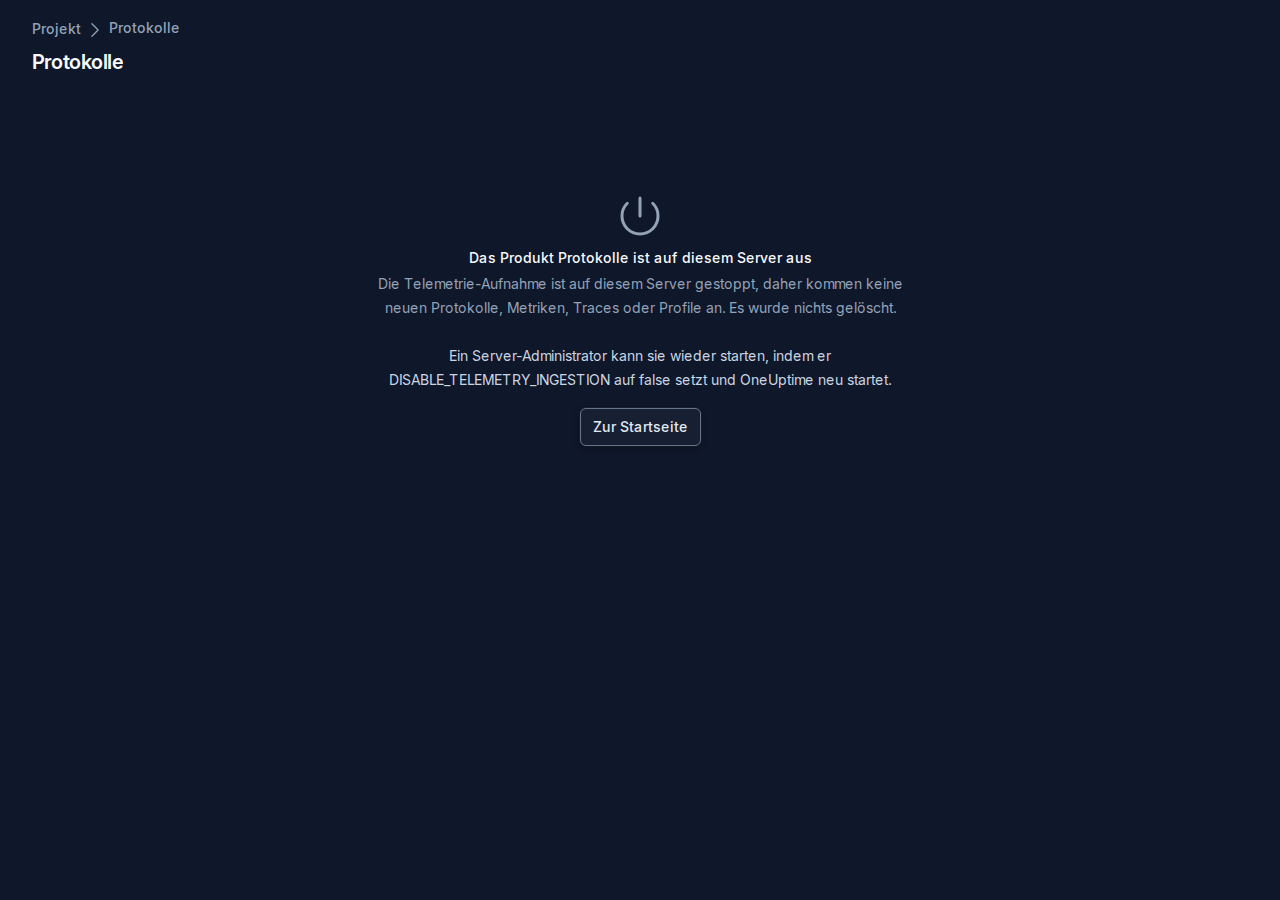 Projekt
Protokolle
Protokolle
Das Produkt Protokolle ist auf diesem Server aus
Die Telemetrie-Aufnahme ist auf diesem Server gestoppt, daher kommen keine
neuen Protokolle, Metriken, Traces oder Profile an. Es wurde nichts gelöscht.
Ein Server-Administrator kann sie wieder starten, indem er
DISABLE_TELEMETRY_INGESTION auf false setzt und OneUptime neu startet.
Zur Startseite